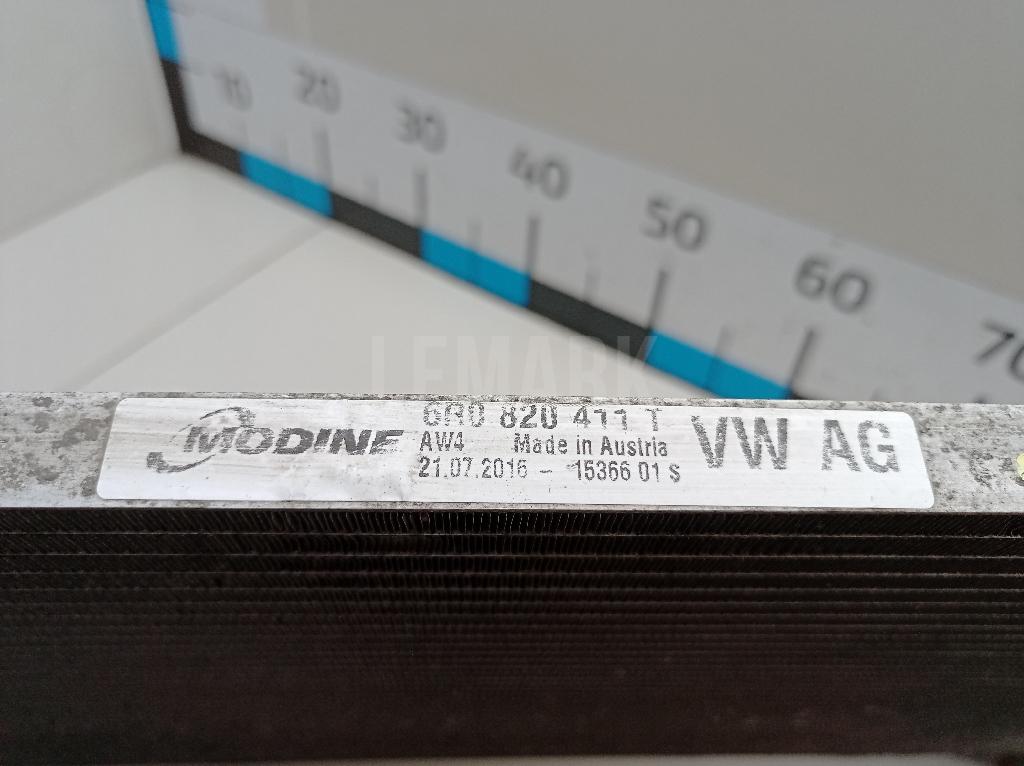 10 20 30 40 50 60 70
LEMARK
MODINE
6R0 820 411 T
AW4 Made in Austria
21.07.2016 - 15366 01 s
VW AG